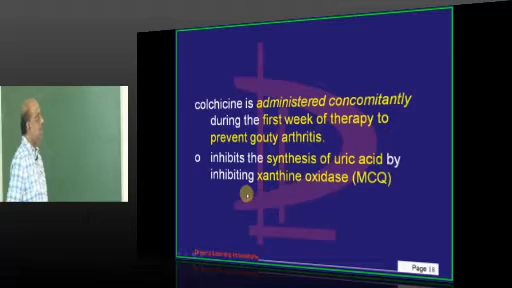 colchicine is administered concomitantly
during the first week of therapy to
prevent gouty arthritis.
o inhibits the synthesis of uric acid by
inhibiting xanthine oxidase (MCQ)
Page 18